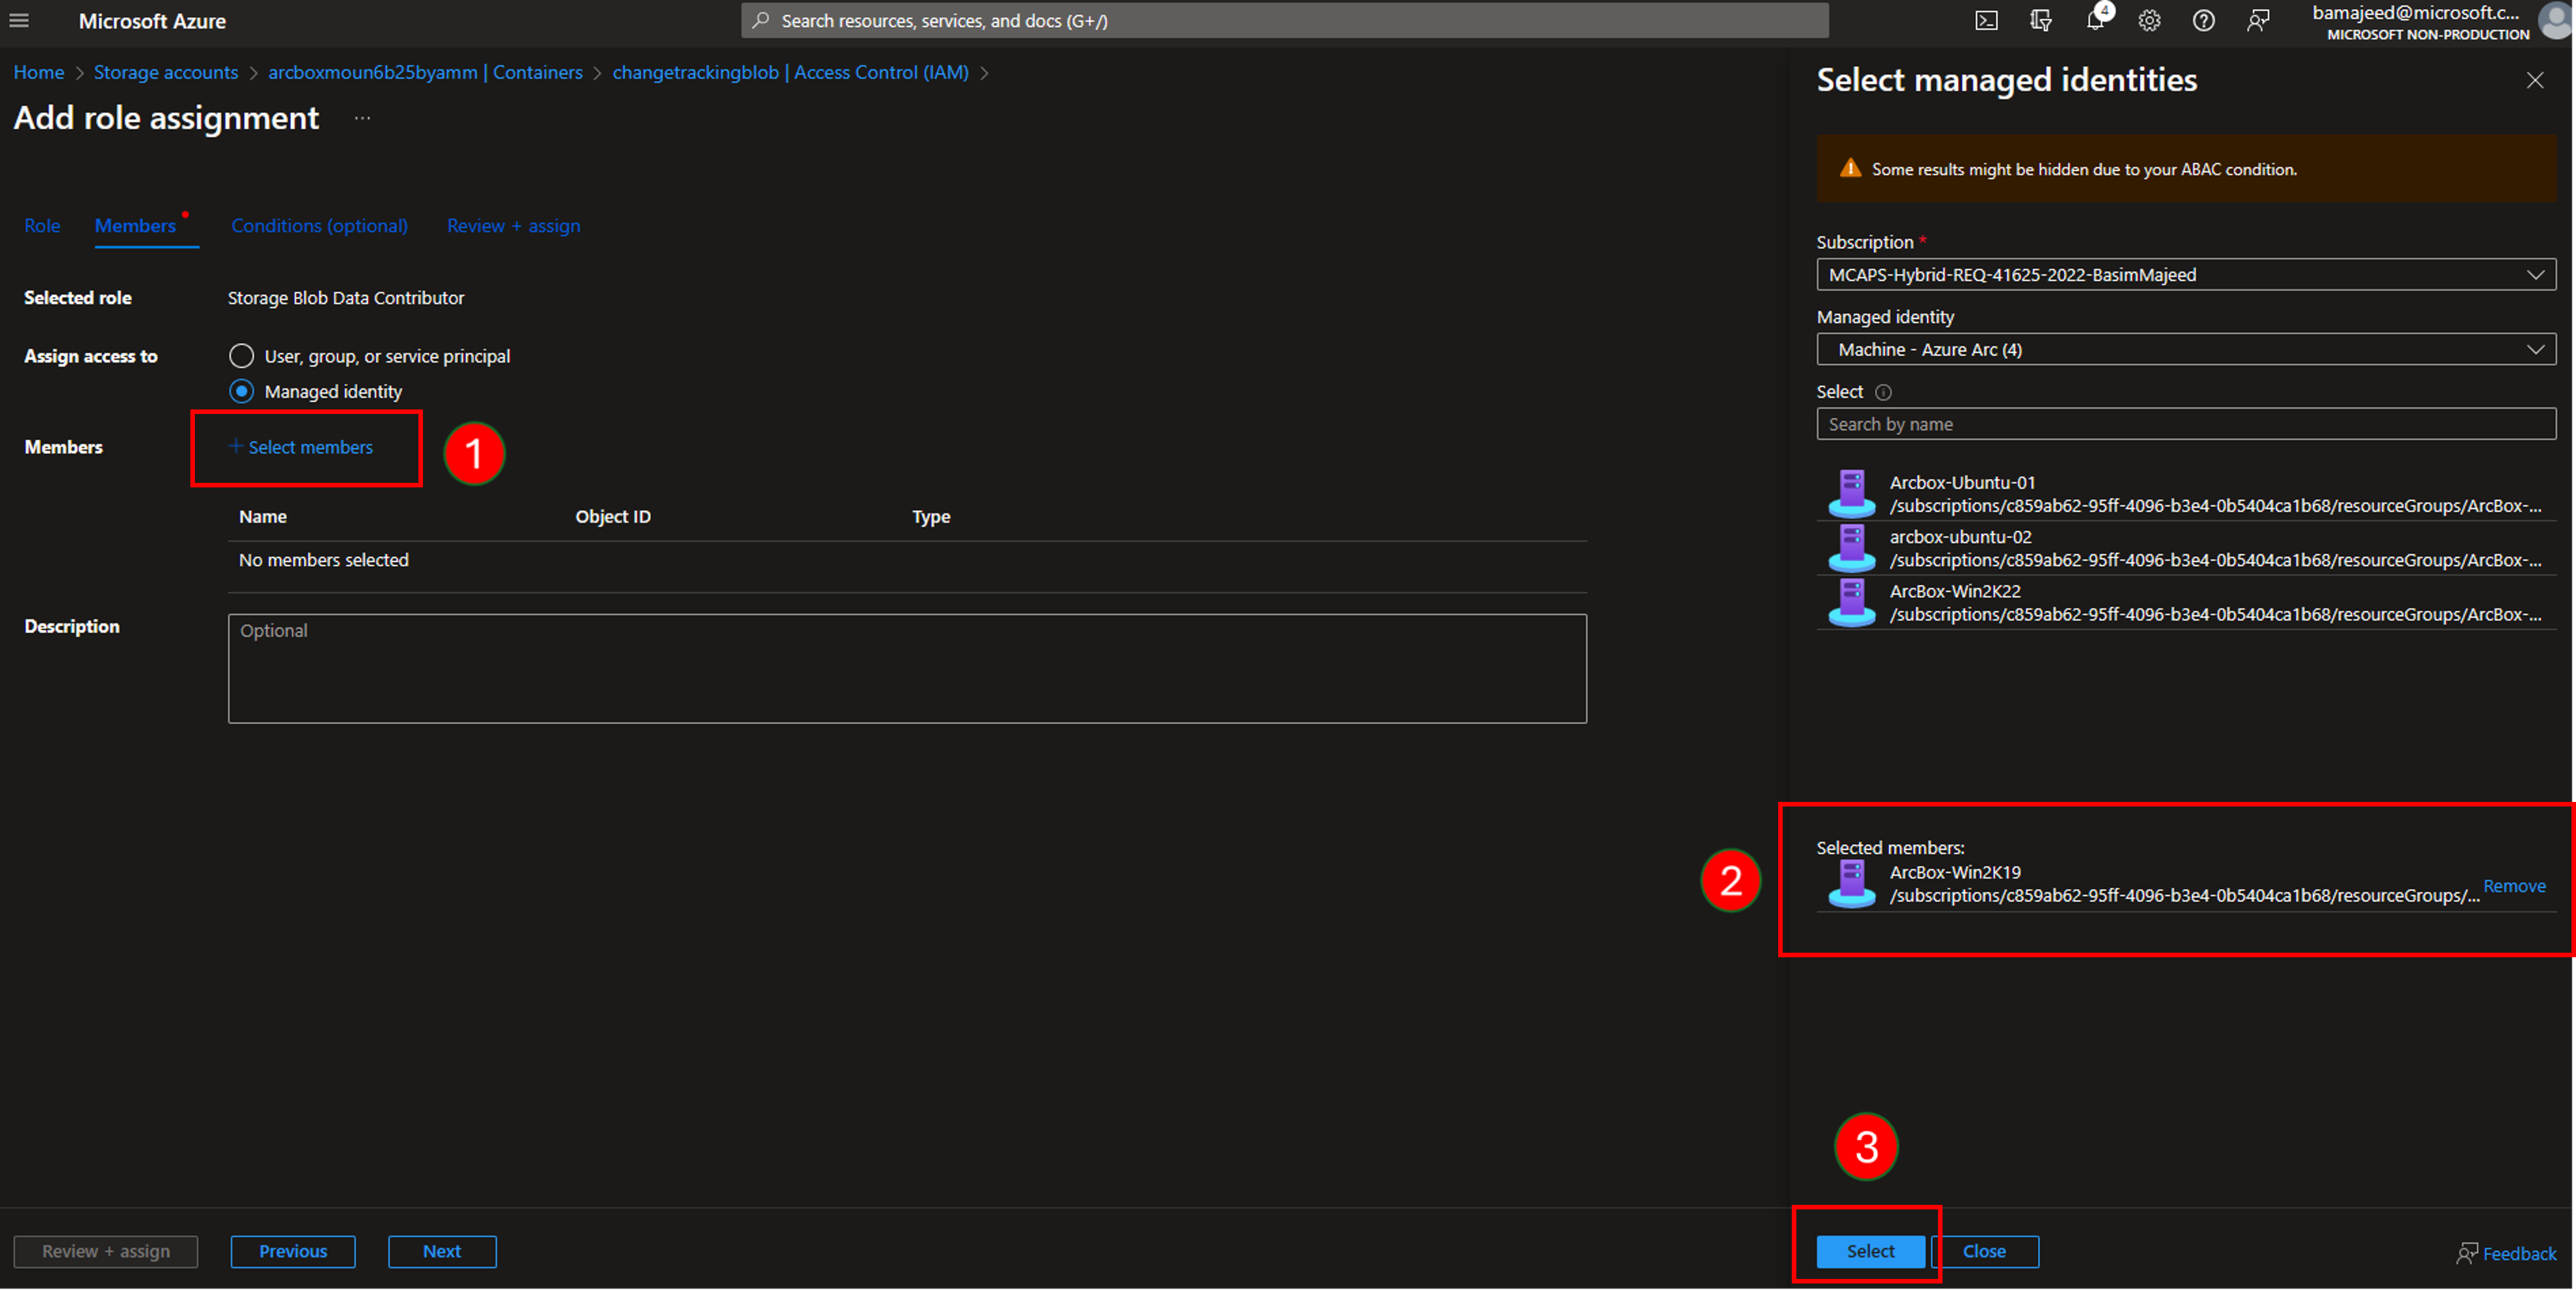 Microsoft Azure
Search resources, services, and docs (G+/)
4
bamajeed@microsoft.c...
MICROSOFT NON-PRODUCTION
Home > Storage accounts > arcboxmoun6b25byamm | Containers > changetrackingblob | Access Control (IAM) >
Add role assignment ...
Role Members • Conditions (optional) Review + assign
Selected role Storage Blob Data Contributor
Assign access to User, group, or service principal
Managed identity
Members + Select members
1
Name Object ID Type
No members selected
Description Optional
Review + assign Previous Next
Select managed identities
Some results might be hidden due to your ABAC condition.
Subscription *
MCAPS-Hybrid-REQ-41625-2022-BasimMajeed
Managed identity
Machine - Azure Arc (4)
Select
Search by name
Arcbox-Ubuntu-01
/subscriptions/c859ab62-95ff-4096-b3e4-0b5404ca1b68/resourceGroups/ArcBox-...
arcbox-ubuntu-02
/subscriptions/c859ab62-95ff-4096-b3e4-0b5404ca1b68/resourceGroups/ArcBox-...
ArcBox-Win2K22
/subscriptions/c859ab62-95ff-4096-b3e4-0b5404ca1b68/resourceGroups/ArcBox-...
2
Selected members:
ArcBox-Win2K19
/subscriptions/c859ab62-95ff-4096-b3e4-0b5404ca1b68/resourceGroups/... Remove
3
Select Close Feedback